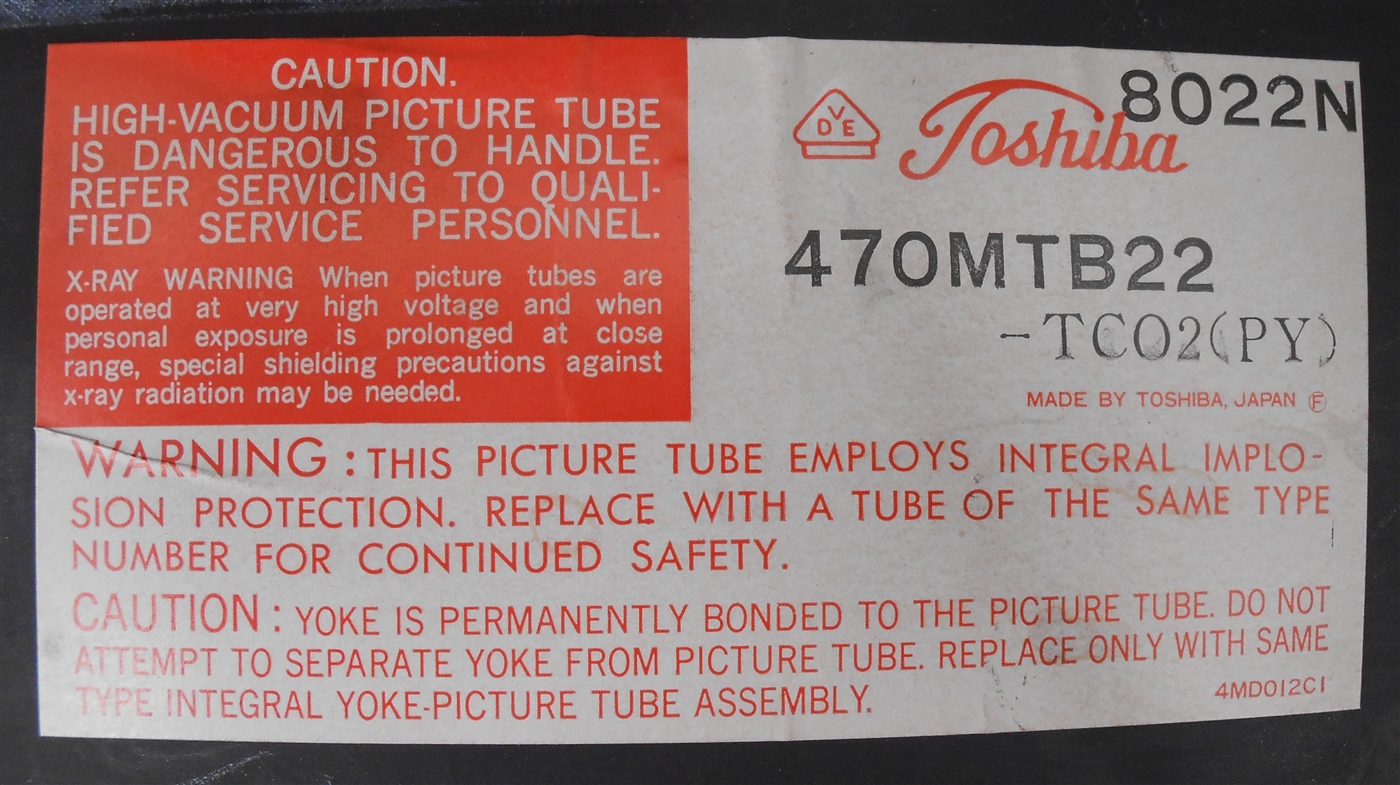 CAUTION.
HIGH-VACUUM PICTURE TUBE
IS DANGEROUS TO HANDLE.
REFER SERVICING TO QUALI-
FIED SERVICE PERSONNEL.
X-RAY WARNING When picture tubes are
operated at very high voltage and when
personal exposure is prolonged at close
range, special shielding precautions against
x-ray radiation may be needed.
VDE
Toshiba
8022N
470MTB22
-TC02(PY)
MADE BY TOSHIBA, JAPAN Ⓕ
WARNING : THIS PICTURE TUBE EMPLOYS INTEGRAL IMPLO-
SION PROTECTION. REPLACE WITH A TUBE OF THE SAME TYPE
NUMBER FOR CONTINUED SAFETY.
CAUTION : YOKE IS PERMANENTLY BONDED TO THE PICTURE TUBE. DO NOT
ATTEMPT TO SEPARATE YOKE FROM PICTURE TUBE. REPLACE ONLY WITH SAME
TYPE INTEGRAL YOKE-PICTURE TUBE ASSEMBLY.
4MD012C1